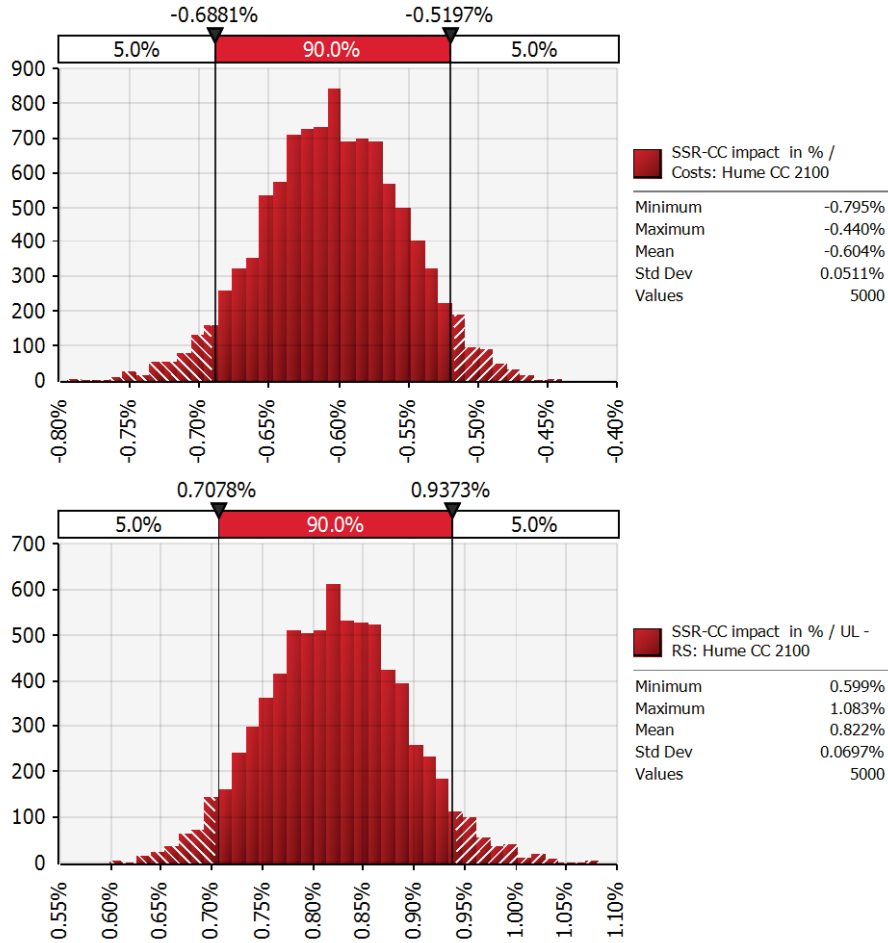 -0.6881% -0.5197%
5.0% 90.0% 5.0%
900
800
700
600
500
400
300
200
100
0
-0.80% -0.75% -0.70% -0.65% -0.60% -0.55% -0.50% -0.45% -0.40%
SSR-CC impact in % /
Costs: Hume CC 2100
Minimum -0.795%
Maximum -0.440%
Mean -0.604%
Std Dev 0.0511%
Values 5000
0.7078% 0.9373%
5.0% 90.0% 5.0%
700
600
500
400
300
200
100
0
0.55% 0.60% 0.65% 0.70% 0.75% 0.80% 0.85% 0.90% 0.95% 1.00% 1.05% 1.10%
SSR-CC impact in % / UL -
RS: Hume CC 2100
Minimum 0.599%
Maximum 1.083%
Mean 0.822%
Std Dev 0.0697%
Values 5000